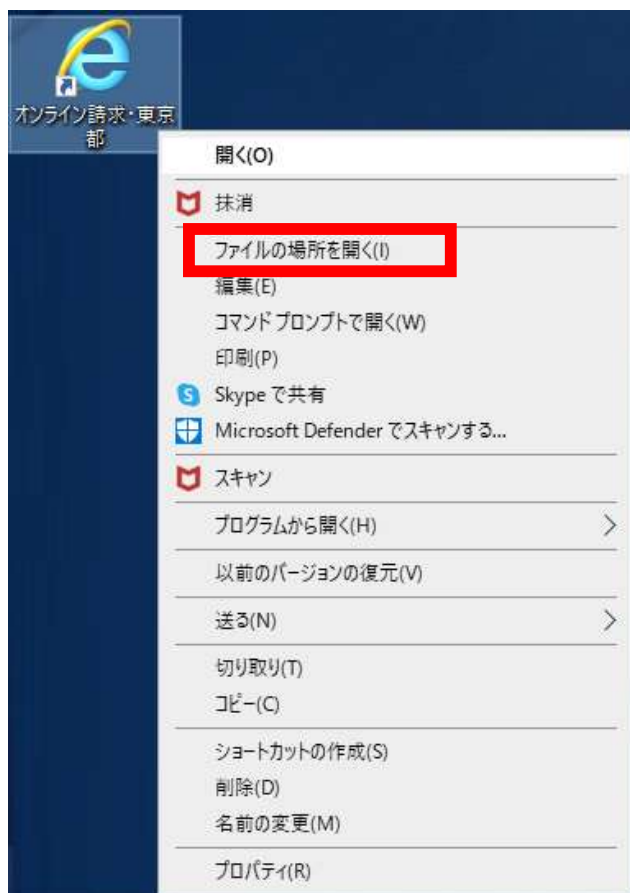 オンライン請求・東京
都
開く(O)
抹消
ファイルの場所を開く(I)
編集(E)
コマンド プロンプトで開く(W)
印刷(P)
Skype で共有
Microsoft Defender でスキャンする...
スキャン
プログラムから開く(H)
以前のバージョンの復元(V)
送る(N)
切り取り(T)
コピー(C)
ショートカットの作成(S)
削除(D)
名前の変更(M)
プロパティ(R)